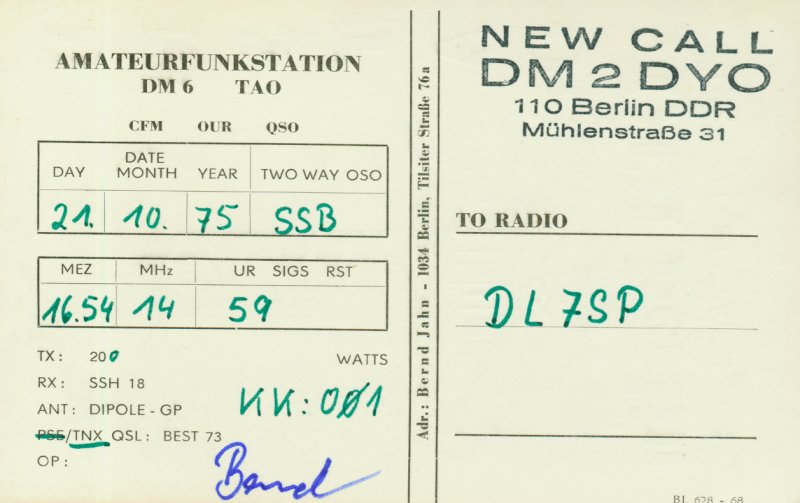 AMATEURFUNKSTATION
DM 6 TAO
CFM OUR QSO
DAY DATE MONTH YEAR TWO WAY QSO
21. 10. 75 SSB
MEZ MHz UR SIGS RST
16.54 14 59
TX: 200 WATTS
RX: SSH 18
ANT: DIPOLE - GP
KK: 001
PSE/TNX QSL: BEST 73
OP: Bernd
Adr.: Bernd Jahn - 1034 Berlin, Tilsiter Straße 76a
NEW CALL
DM 2 DYO
110 Berlin DDR
Mühlenstraße 31
TO RADIO
DL7SP
BL 628 - 68